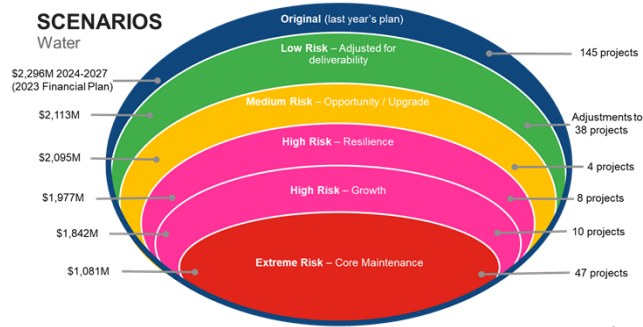 SCENARIOS
Water
Original (last year's plan)
Low Risk – Adjusted for
deliverability
Medium Risk – Opportunity / Upgrade
High Risk – Resilience
High Risk – Growth
Extreme Risk – Core Maintenance
$2,296M 2024-2027
(2023 Financial Plan)
$2,113M
$2,095M
$1,977M
$1,842M
$1,081M
145 projects
Adjustments to
38 projects
4 projects
8 projects
10 projects
47 projects